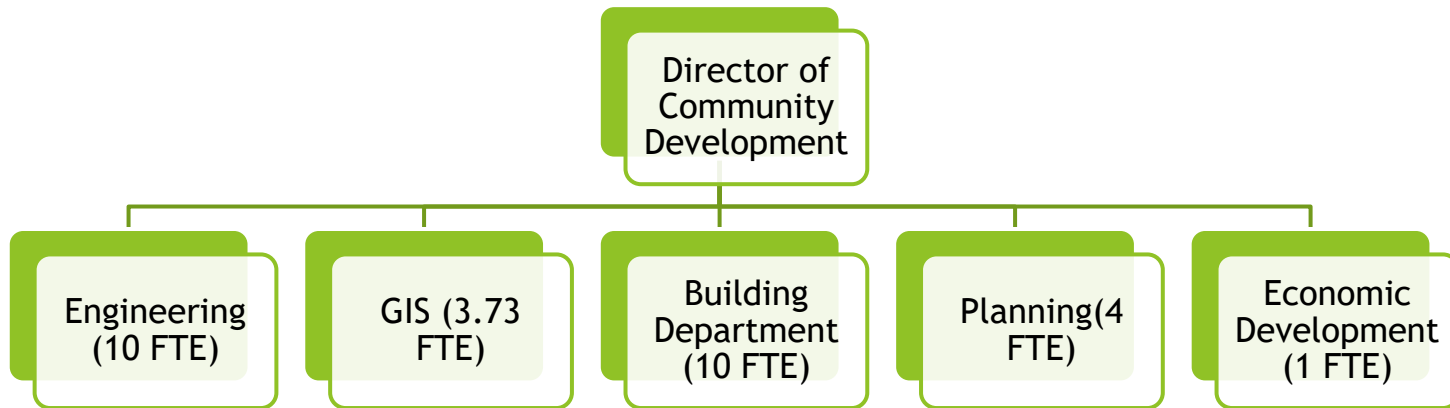 Director of
Community
Development
Engineering
(10 FTE)
GIS (3.73
FTE)
Building
Department
(10 FTE)
Planning(4
FTE)
Economic
Development
(1 FTE)